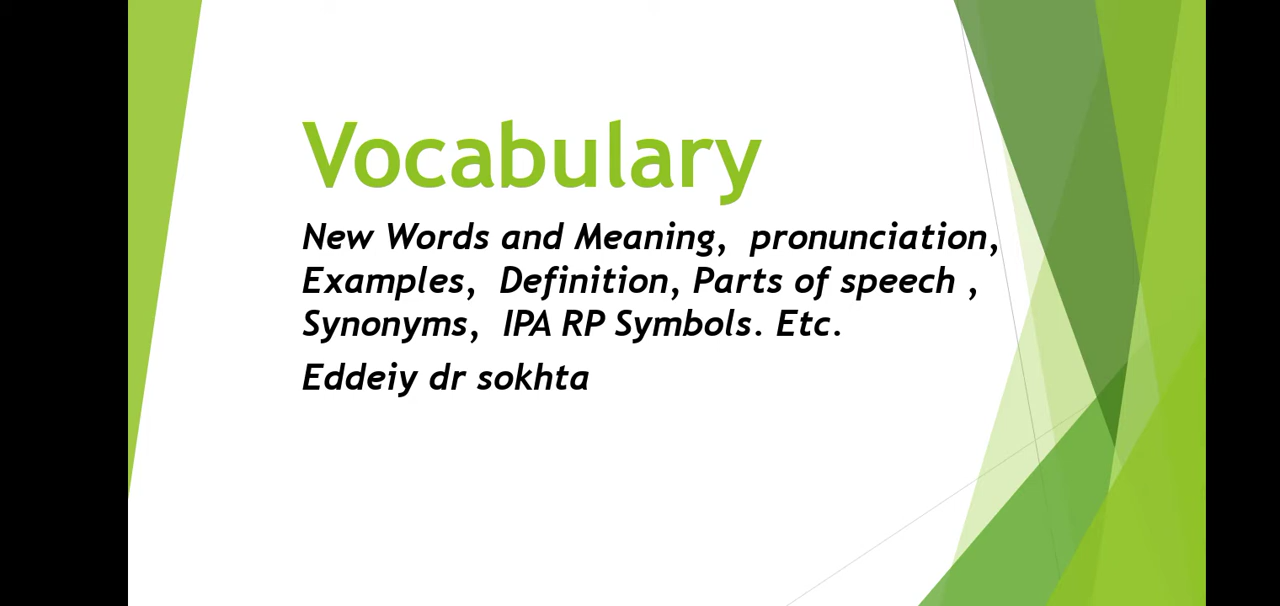 Vocabulary
New Words and Meaning, pronunciation,
Examples, Definition, Parts of speech ,
Synonyms, IPA RP Symbols. Etc.
Eddeiy dr sokhta